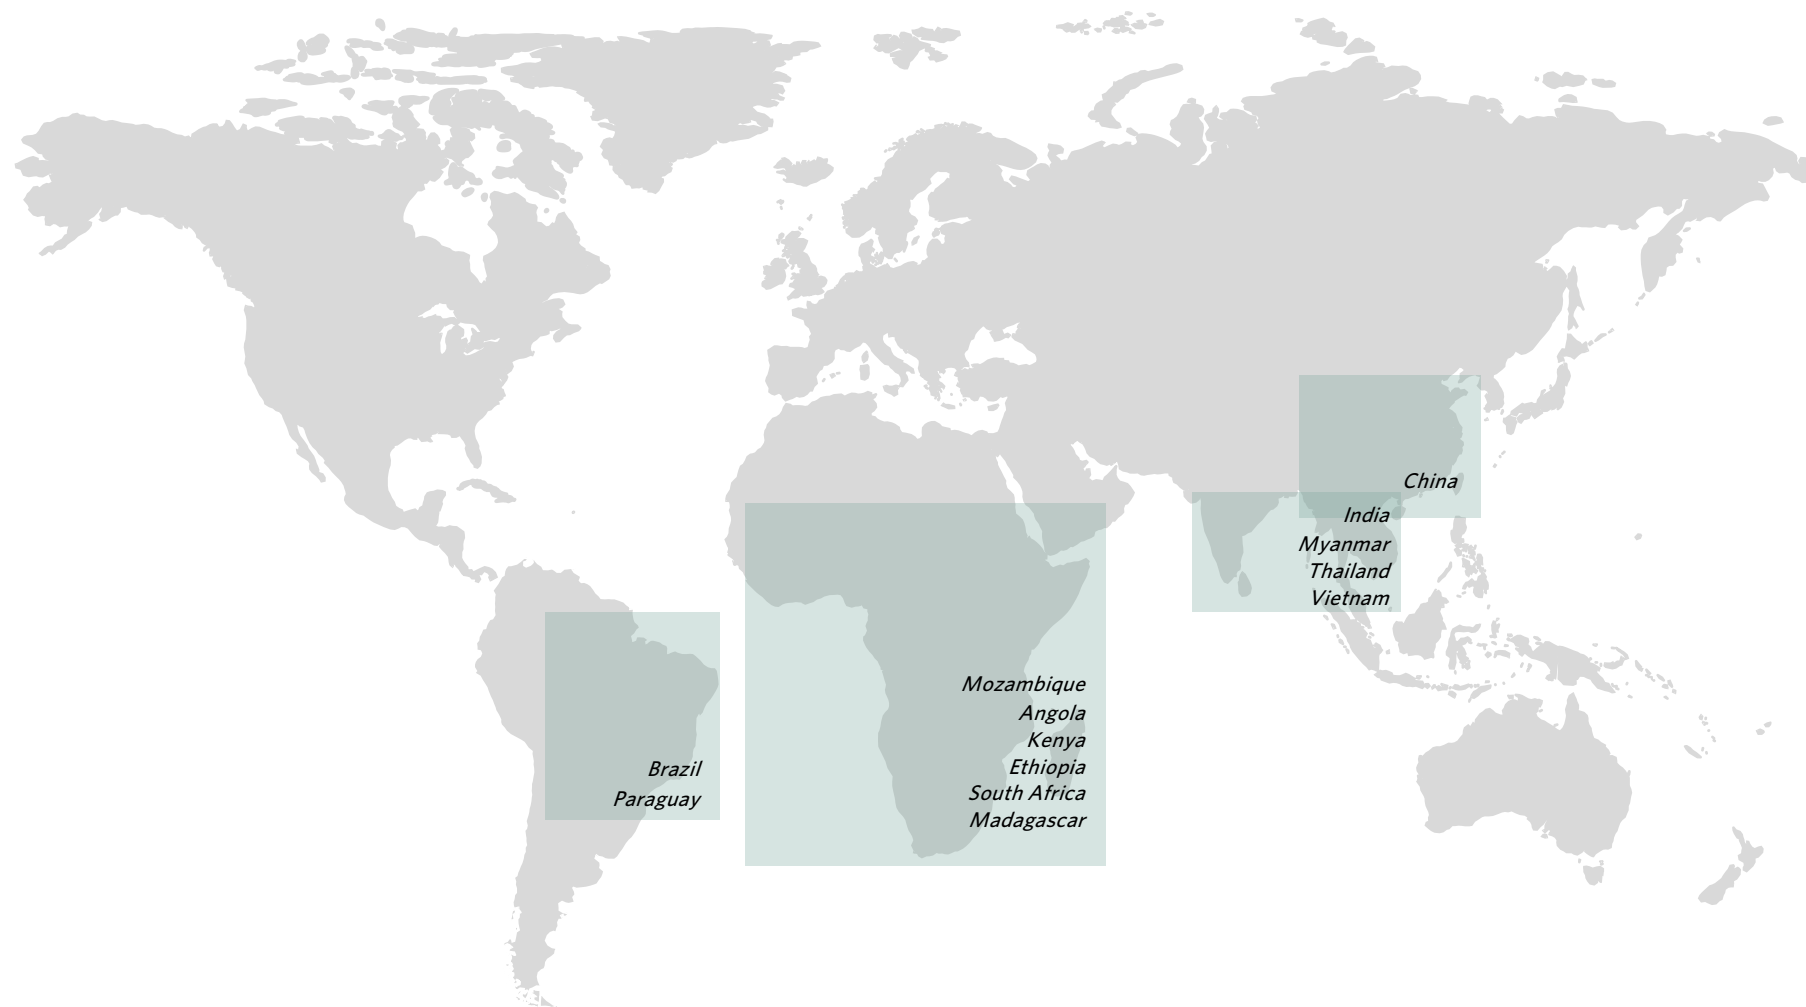 China
India
Myanmar
Thailand
Vietnam
Mozambique
Angola
Kenya
Ethiopia
South Africa
Madagascar
Brazil
Paraguay